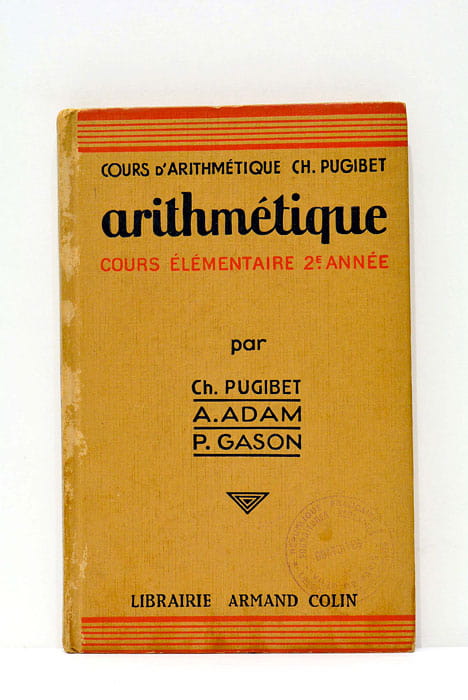 COURS D'ARITHMÉTIQUE CH. PUGIBET
arithmétique
COURS ÉLÉMENTAIRE 2E ANNÉE
par
Ch. PUGIBET
A. ADAM
P. GASON
LIBRAIRIE ARMAND COLIN